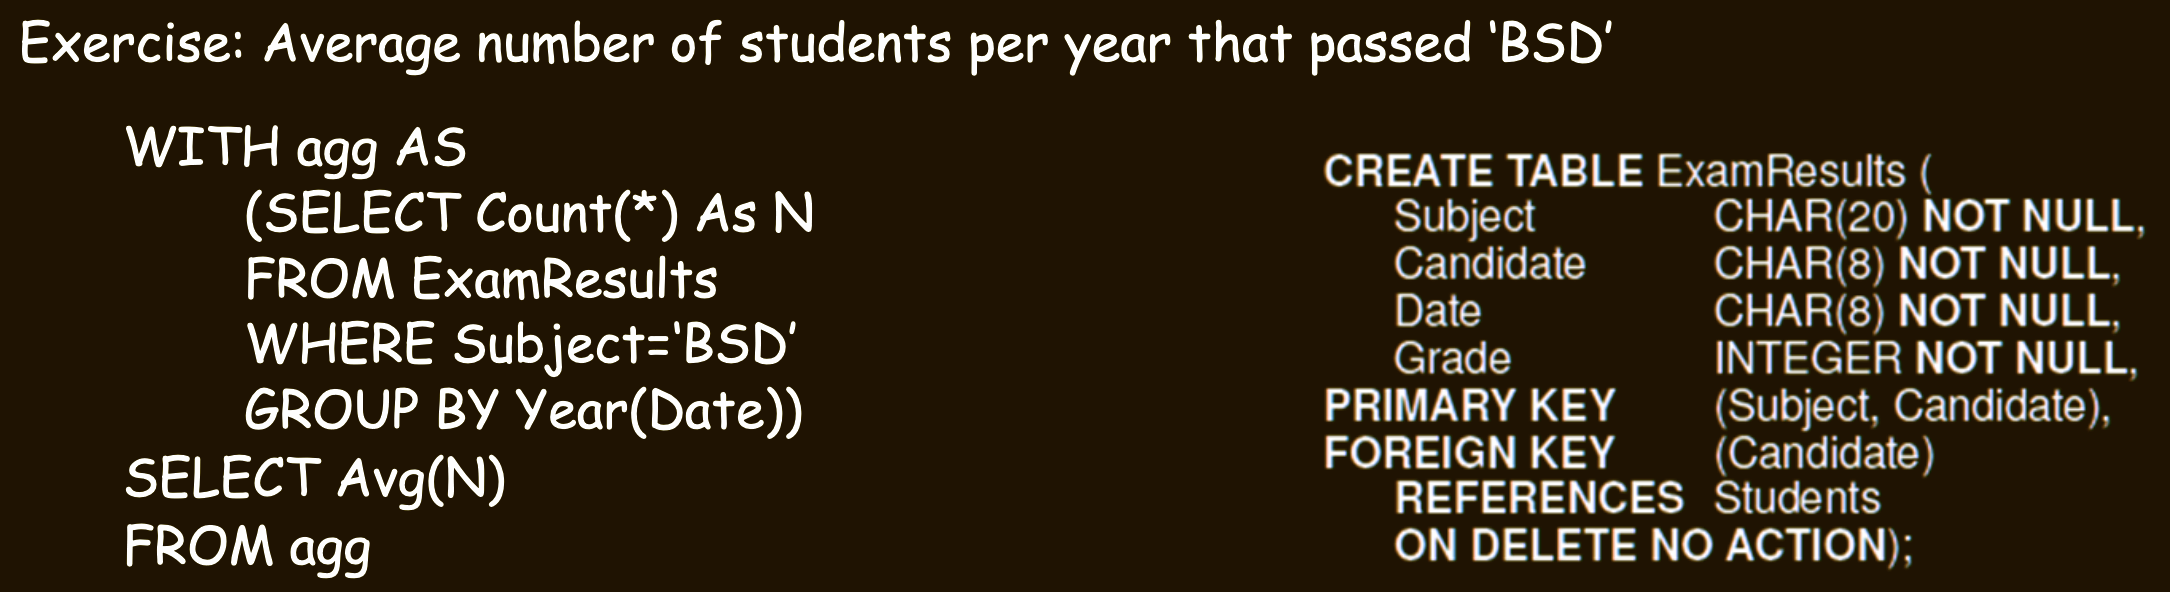 Exercise: Average number of students per year that passed ‘BSD’
WITH agg AS
(SELECT Count(*) As N
FROM ExamResults
WHERE Subject=‘BSD’
GROUP BY Year(Date))
SELECT Avg(N)
FROM agg
CREATE TABLE ExamResults (
Subject CHAR(20) NOT NULL,
Candidate CHAR(8) NOT NULL,
Date CHAR(8) NOT NULL,
Grade INTEGER NOT NULL,
PRIMARY KEY (Subject, Candidate),
FOREIGN KEY (Candidate)
REFERENCES Students
ON DELETE NO ACTION);